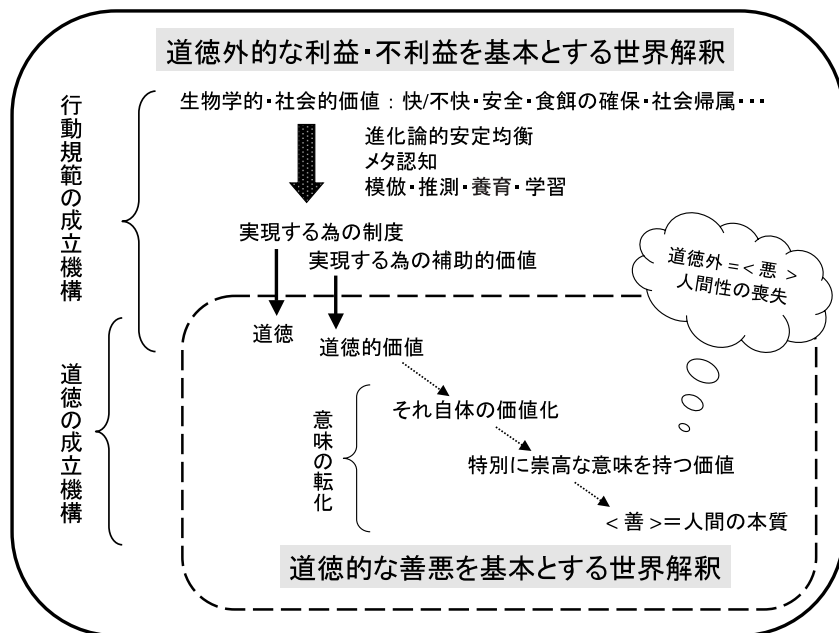 道徳外的な利益・不利益を基本とする世界解釈
行動規範の成立機構
生物学的・社会的価値：快/不快・安全・食餌の確保・社会帰属・・・
進化論的安定均衡
メタ認知
模倣・推測・養育・学習
実現する為の制度
実現する為の補助的価値
道徳外=<悪>
人間性の喪失
道徳
道徳的価値
道徳の成立機構
意味の転化
それ自体の価値化
特別に崇高な意味を持つ価値
<善>＝人間の本質
道徳的な善悪を基本とする世界解釈